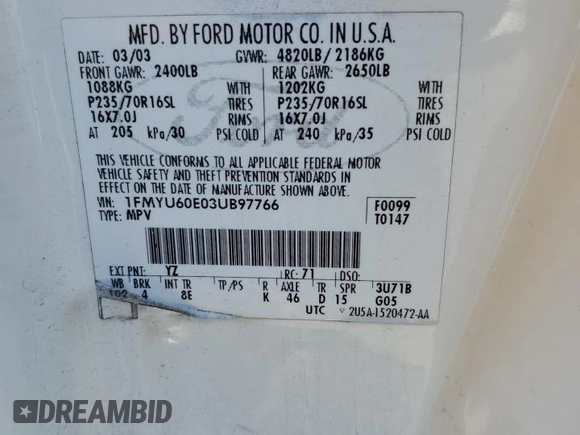 MFD. BY FORD MOTOR CO. IN U.S.A.
DATE: 03/03 GVWR: 4820LB/ 2186KG
FRONT GAWR: 2400LB REAR GAWR: 2650LB
1088KG WITH 1202KG WITH
P235/70R16SL TIRES P235/70R16SL TIRES
16X7.0J RIMS 16X7.0J RIMS
AT 205 kPa/30 PSI COLD AT 240 kPa/35 PSI COLD
Ford
THIS VEHICLE CONFORMS TO ALL APPLICABLE FEDERAL MOTOR
VEHICLE SAFETY AND THEFT PREVENTION STANDARDS IN
EFFECT ON THE DATE OF MANUFACTURE SHOWN ABOVE.
VIN: 1FMYU60E03UB97766 F0099
TYPE: MPV T0147
EXT PNT: YZ RC: 71 DSO:
WB BRK INT TR TP/PS R AXLE TR SPR 3U71B
102 4 8E K 46 D 15 G05
UTC ▽ 2U5A-1520472-AA
DREAMBID